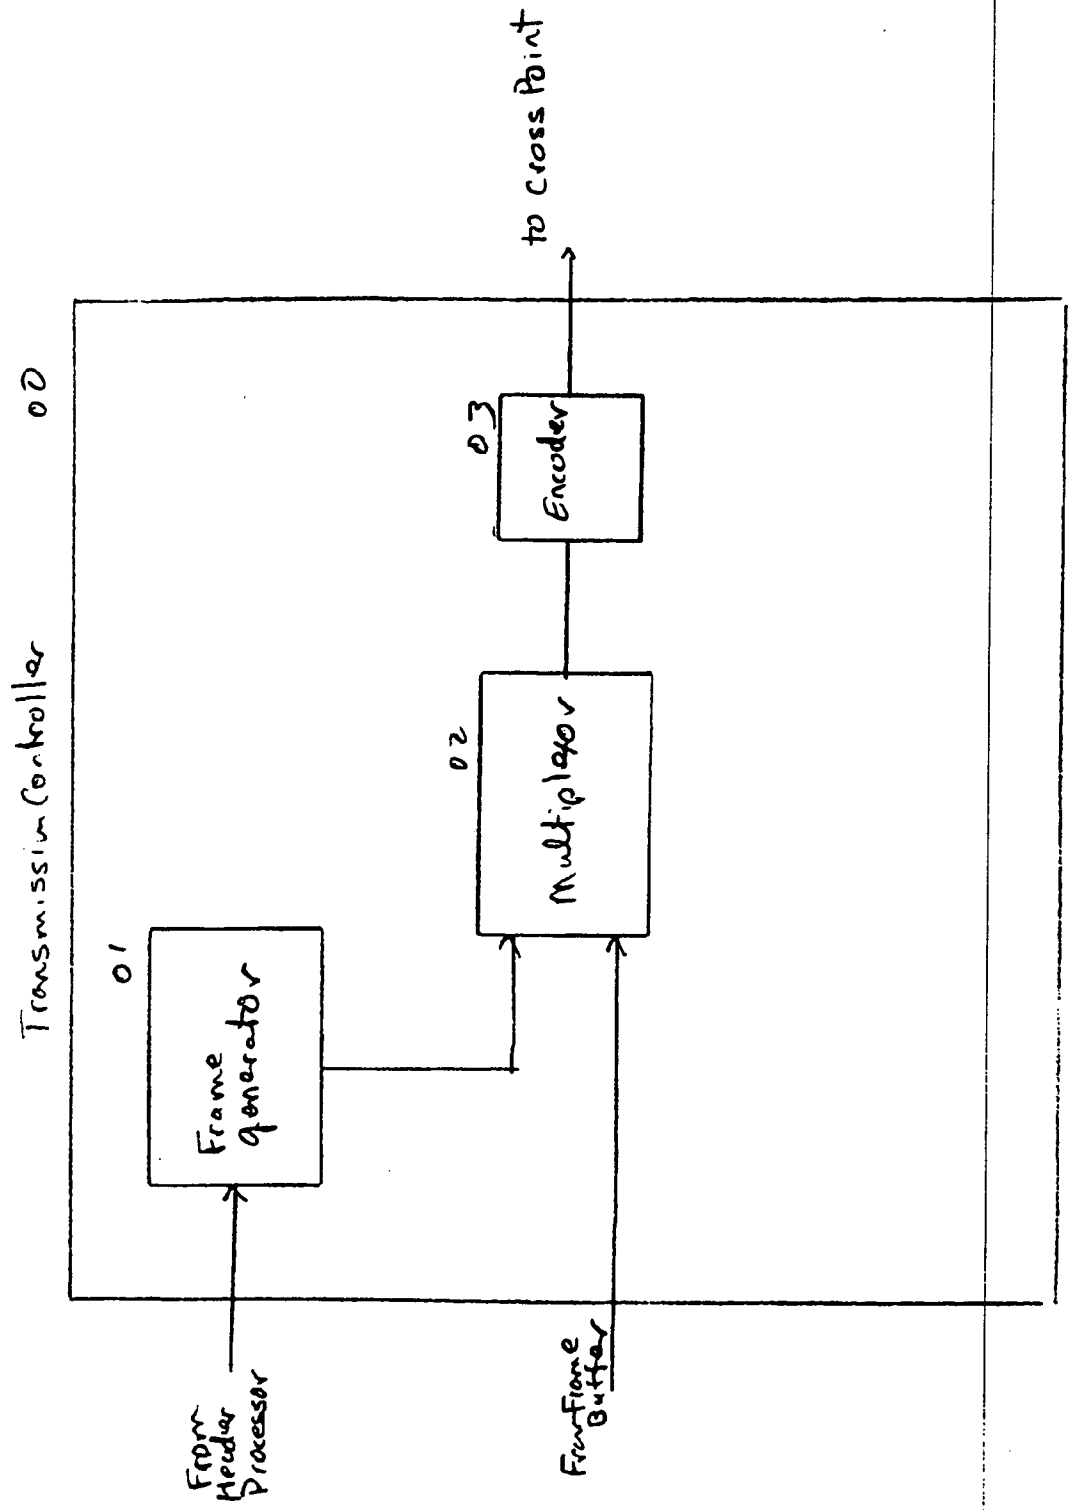 Transmission Controller 00
01
Frame
generator
02
Multiplexor
03
Encoder
to Cross Point
From
Header
Processor
From Frame
Buffer